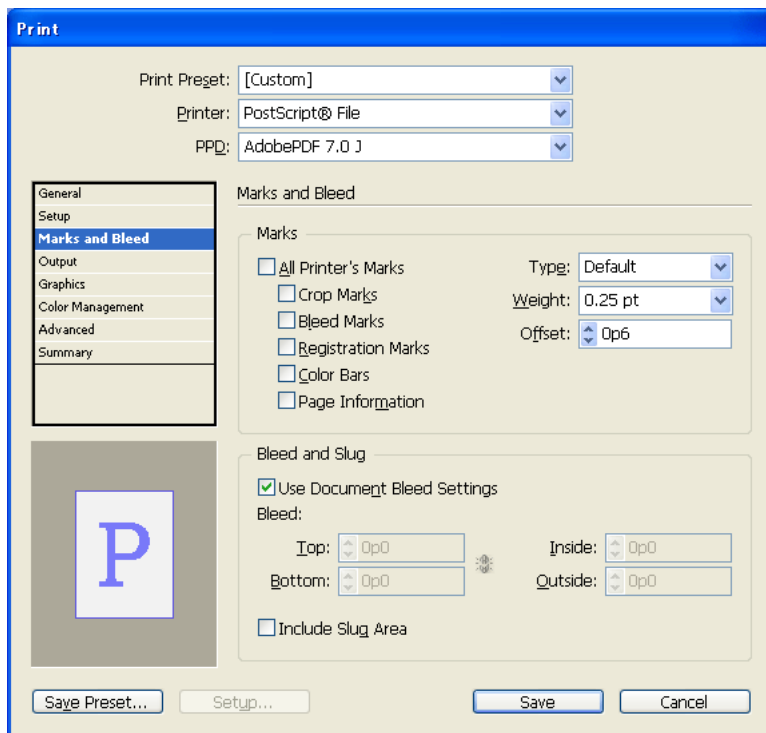 Print
Print Preset: [Custom]
Printer: PostScript® File
PPD: AdobePDF 7.0 J
General
Setup
Marks and Bleed
Output
Graphics
Color Management
Advanced
Summary
Marks and Bleed
Marks
All Printer's Marks
Crop Marks
Bleed Marks
Registration Marks
Color Bars
Page Information
Type: Default
Weight: 0.25 pt
Offset: 0p6
P
Bleed and Slug
Use Document Bleed Settings
Bleed:
Top: 0p0
Bottom: 0p0
Inside: 0p0
Outside: 0p0
Include Slug Area
Save Preset...
Setup...
Save
Cancel